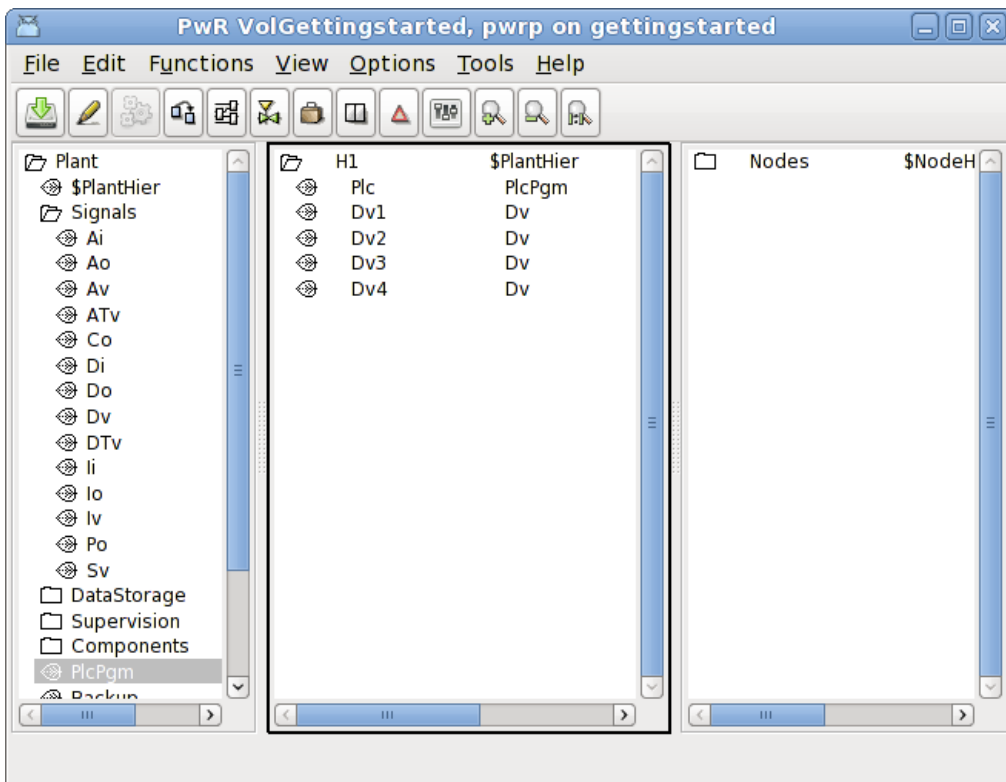 PwR VolGettingstarted, pwrp on gettingstarted
File Edit Functions View Options Tools Help
Plant
$PlantHier
Signals
Ai
Ao
Av
ATv
Co
Di
Do
Dv
DTv
Ii
Io
Iv
Po
Sv
DataStorage
Supervision
Components
PlcPgm
Backup
H1 $PlantHier
Plc PlcPgm
Dv1 Dv
Dv2 Dv
Dv3 Dv
Dv4 Dv
Nodes $NodeH